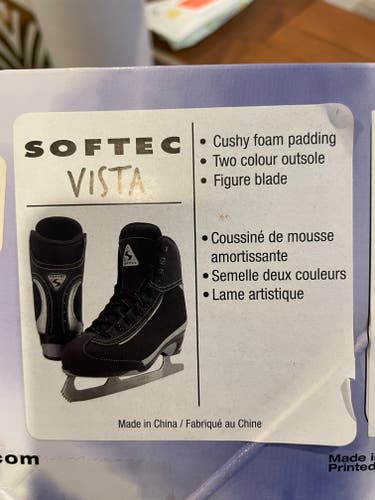 SOFTEC
VISTA
• Cushy foam padding
• Two colour outsole
• Figure blade
• Coussiné de mousse
amortissante
• Semelle deux couleurs
• Lame artistique
S
SOFTEC
Made in China / Fabriqué au Chine
com
Made i
Printed